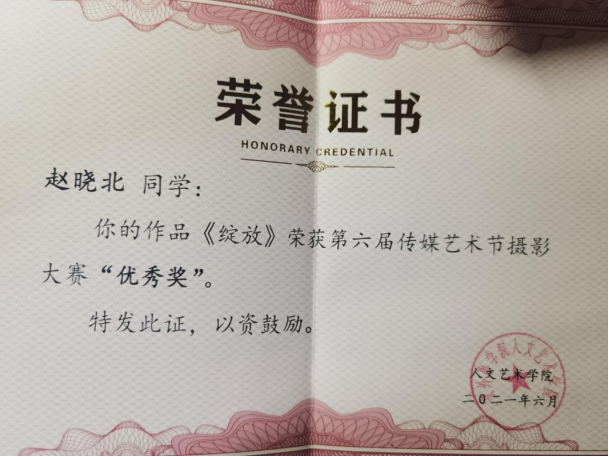 荣誉证书
HONORARY CREDENTIAL
赵晓北 同学：
你的作品《绽放》荣获第六届传媒艺术节摄影
大赛“优秀奖”。
特发此证，以资鼓励。
人文艺术学院
二0二一年六月